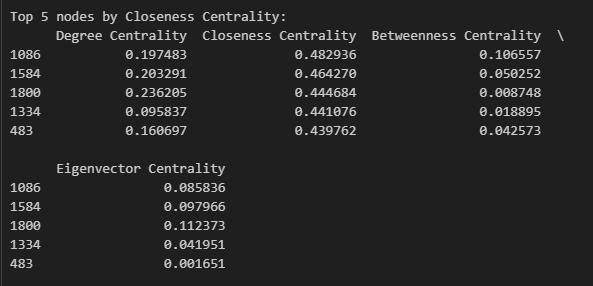 Top 5 nodes by Closeness Centrality:
Degree Centrality Closeness Centrality Betweenness Centrality \
1086 0.197483 0.482936 0.106557
1584 0.203291 0.464270 0.050252
1800 0.236205 0.444684 0.008748
1334 0.095837 0.441076 0.018895
483 0.160697 0.439762 0.042573
Eigenvector Centrality
1086 0.085836
1584 0.097966
1800 0.112373
1334 0.041951
483 0.001651